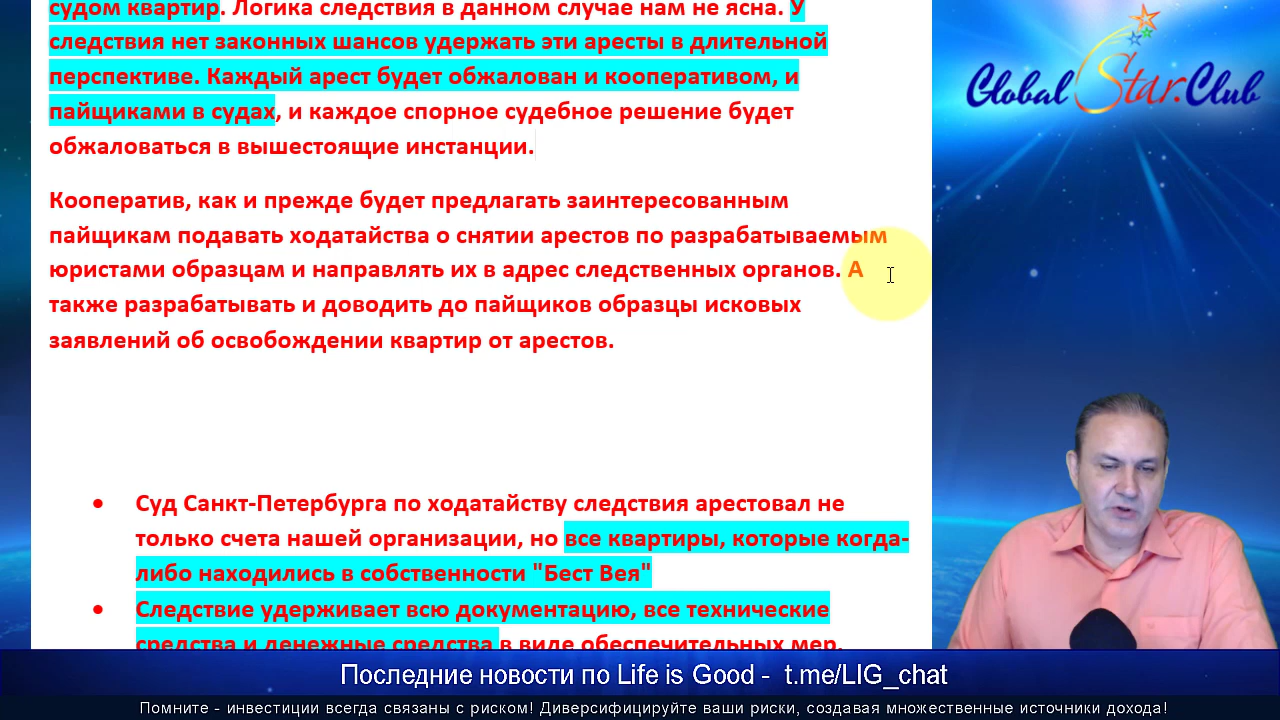 судом квартир. Логика следствия в данном случае нам не ясна. У
следствия нет законных шансов удержать эти аресты в длительной
перспективе. Каждый арест будет обжалован и кооперативом, и
пайщиками в судах, и каждое спорное судебное решение будет
обжаловаться в вышестоящие инстанции.
Кооператив, как и прежде будет предлагать заинтересованным
пайщикам подавать ходатайства о снятии арестов по разрабатываемым
юристами образцам и направлять их в адрес следственных органов. А
также разрабатывать и доводить до пайщиков образцы исковых
заявлений об освобождении квартир от арестов.
• Суд Санкт-Петербурга по ходатайству следствия арестовал не
только счета нашей организации, но все квартиры, которые когда-
либо находились в собственности "Бест Вея"
• Следствие удерживает всю документацию, все технические
средства и денежные средства в виде обеспечительных мер.
Global Star.Club
Последние новости по Life is Good - t.me/LIG_chat
Помните - инвестиции всегда связаны с риском! Диверсифицируйте ваши риски, создавая множественные источники дохода!